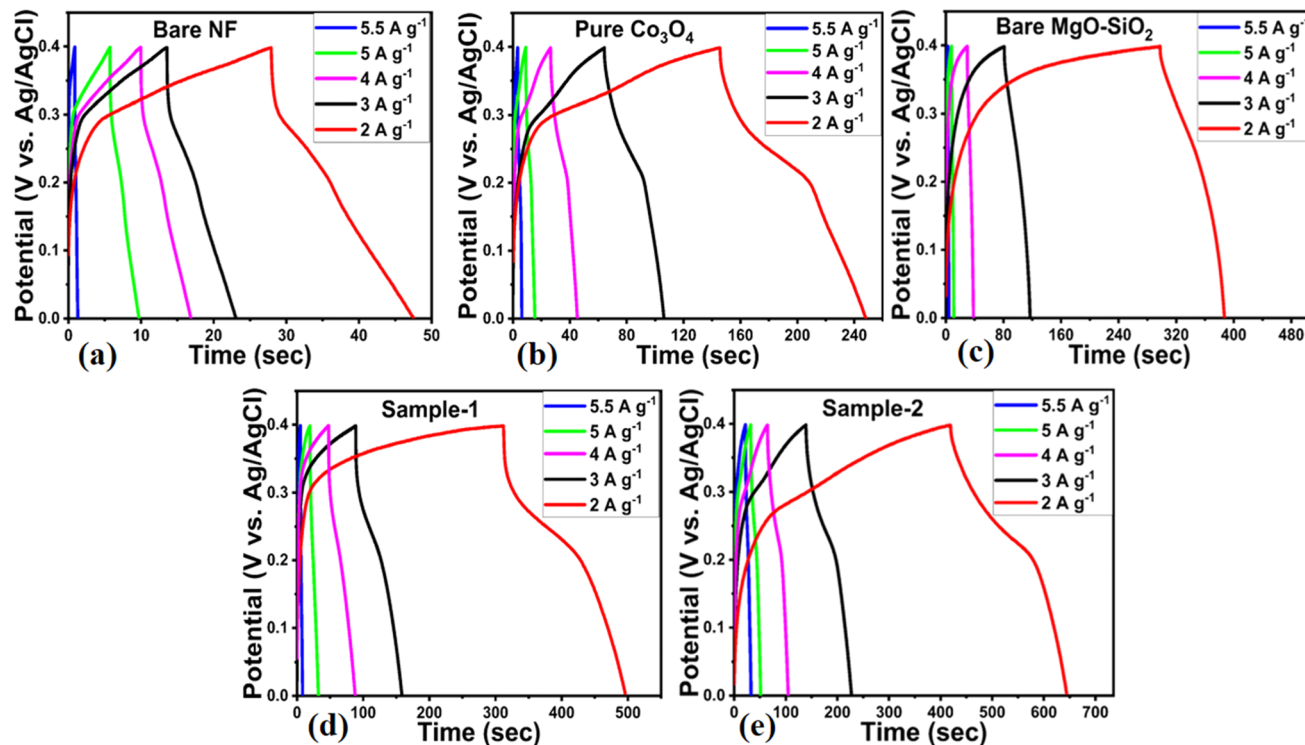 Bare NF
5.5 A g⁻¹
5 A g⁻¹
4 A g⁻¹
3 A g⁻¹
2 A g⁻¹
Potential (V vs. Ag/AgCl)
0.4
0.3
0.2
0.1
0.0
0 10 20 30 40 50
Time (sec)
(a)
Pure Co₃O₄
5.5 A g⁻¹
5 A g⁻¹
4 A g⁻¹
3 A g⁻¹
2 A g⁻¹
Potential (V vs. Ag/AgCl)
0.4
0.3
0.2
0.1
0.0
0 40 80 120 160 200 240
Time (sec)
(b)
Bare MgO-SiO₂
5.5 A g⁻¹
5 A g⁻¹
4 A g⁻¹
3 A g⁻¹
2 A g⁻¹
Potential (V vs. Ag/AgCl)
0.4
0.3
0.2
0.1
0.0
0 80 160 240 320 400 480
Time (sec)
(c)
Sample-1
5.5 A g⁻¹
5 A g⁻¹
4 A g⁻¹
3 A g⁻¹
2 A g⁻¹
Potential (V vs. Ag/AgCl)
0.4
0.3
0.2
0.1
0.0
0 100 200 300 400 500
Time (sec)
(d)
Sample-2
5.5 A g⁻¹
5 A g⁻¹
4 A g⁻¹
3 A g⁻¹
2 A g⁻¹
Potential (V vs. Ag/AgCl)
0.4
0.3
0.2
0.1
0.0
0 100 200 300 400 500 600 700
Time (sec)
(e)